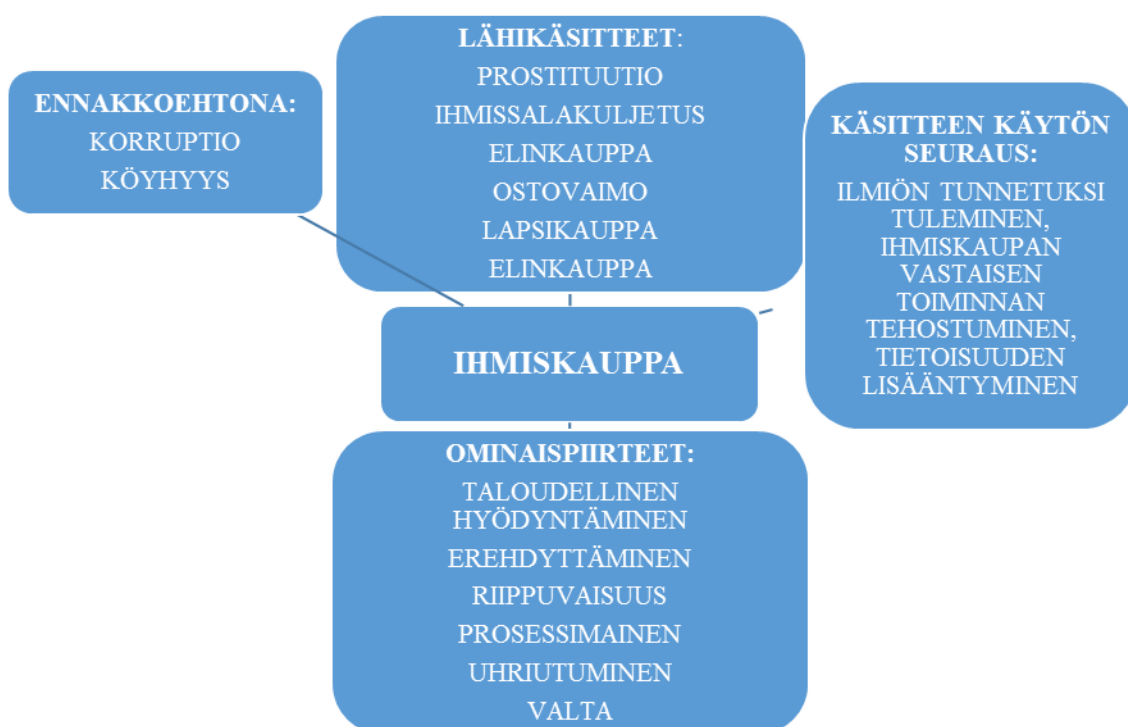 LÄHIKÄSITTEET:
PROSTITUUTIO
IHMISSALAKULJETUS
ELINKAUPPA
OSTOVAIMO
LAPSIKAUPPA
ELINKAUPPA
ENNAKKOEHTONA:
KORRUPTIO
KÖYHYYS
KÄSITTEEN KÄYTÖN
SEURAUS:
ILMIÖN TUNNETUKSI
TULEMINEN,
IHMISKAUPAN
VASTAISEN
TOIMINNAN
TEHOSTUMINEN,
TIETOISUUDEN
LISÄÄNTYMINEN
IHMISKAUPPA
OMINAISPIIRTEET:
TALOUDELLINEN
HYÖDYNTÄMINEN
EREHDYTTÄMINEN
RIIPPUVAISUUS
PROSESSIMAINEN
UHRIUTUMINEN
VALTA